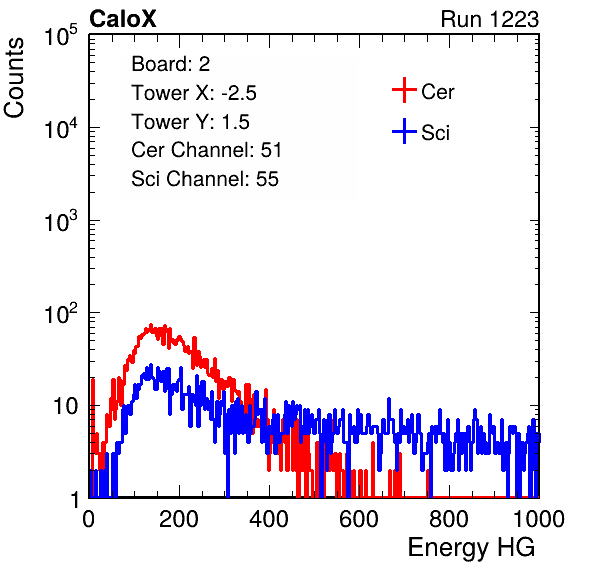 CaloX Run 1223
Counts
10^5
10^4
10^3
10^2
10
1
Board: 2
Tower X: -2.5
Tower Y: 1.5
Cer Channel: 51
Sci Channel: 55
Cer
Sci
0 200 400 600 800 1000
Energy HG